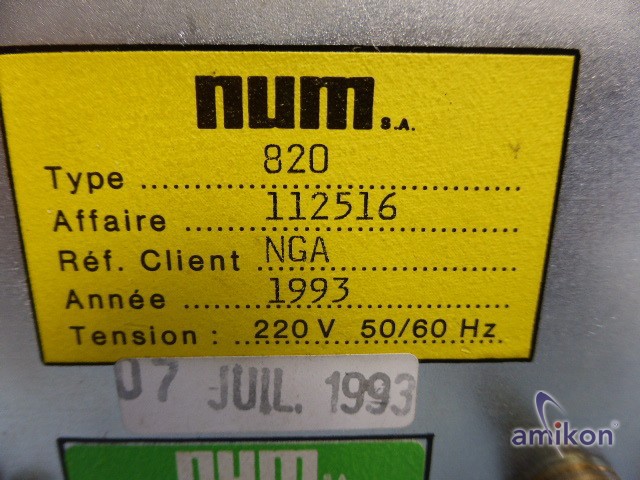 num S.A.
Type 820
Affaire 112516
Réf. Client NGA
Année 1993
Tension : 220 V 50/60 Hz
07 JUIL. 1993
amikon
num